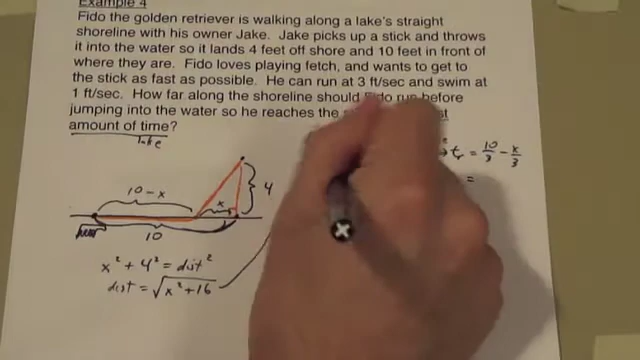 Example 4
Fido the golden retriever is walking along a lake's straight
shoreline with his owner Jake. Jake picks up a stick and throws
it into the water so it lands 4 feet off shore and 10 feet in front of
where they are. Fido loves playing fetch, and wants to get to
the stick as fast as possible. He can run at 3 ft/sec and swim at
1 ft/sec. How far along the shoreline should Fido run before
jumping into the water so he reaches the
amount of time?
lake
10 - x
x
4
10
x² + 4² = dist²
dist = √x² + 16
tr = 10/3 - x/3
=